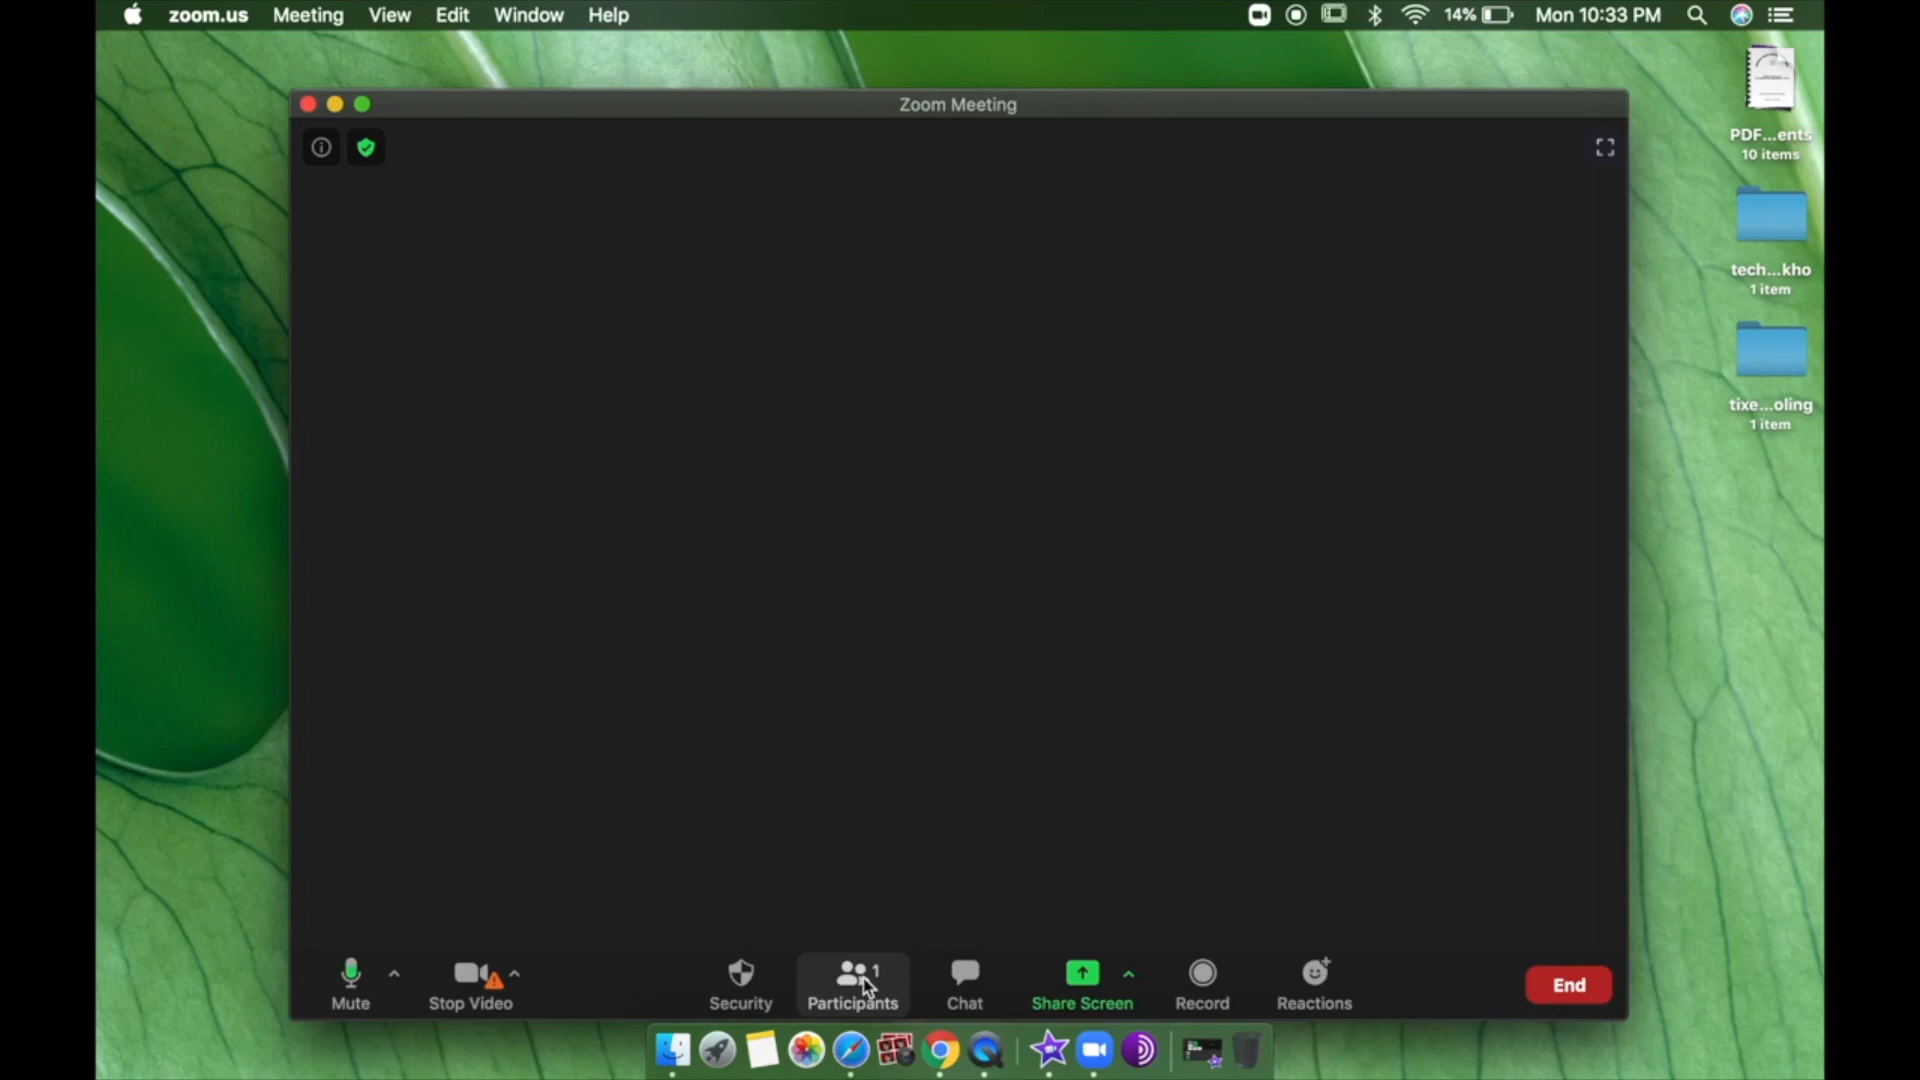 zoom.us Meeting View Edit Window Help 14% Mon 10:33 PM
Zoom Meeting
PDF...ents
10 items
tech...kho
1 item
tixe...oling
1 item
1
Mute Stop Video Security Participants Chat Share Screen Record Reactions End